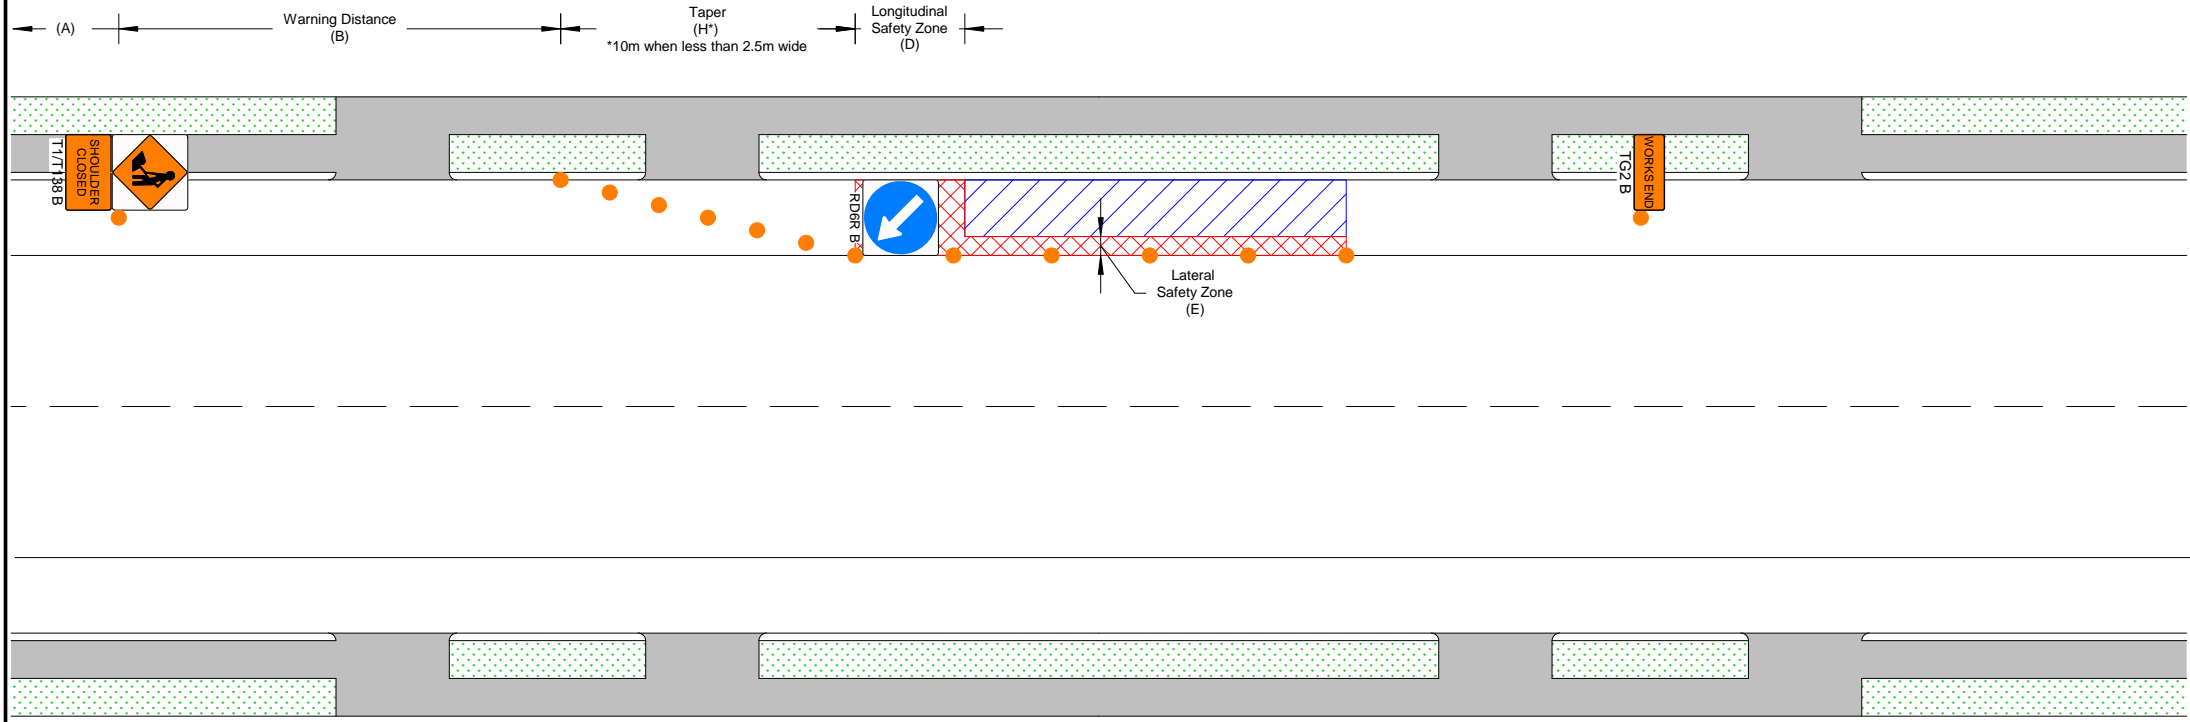 (A)
Warning Distance
(B)
Taper
(H*)
*10m when less than 2.5m wide
Longitudinal
Safety Zone
(D)
SHOULDER
CLOSED
T1/T138 B
RD6R B
WORKS END
TG2 B
Lateral
Safety Zone
(E)